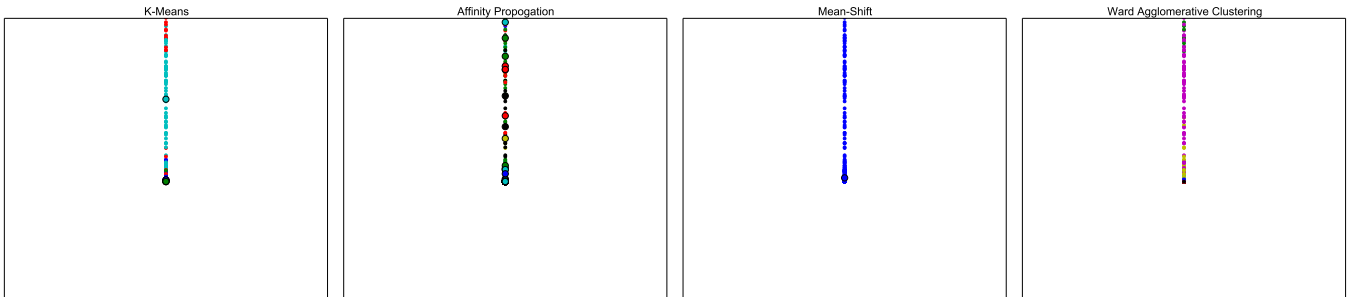 K-Means
Affinity Propogation
Mean-Shift
Ward Agglomerative Clustering